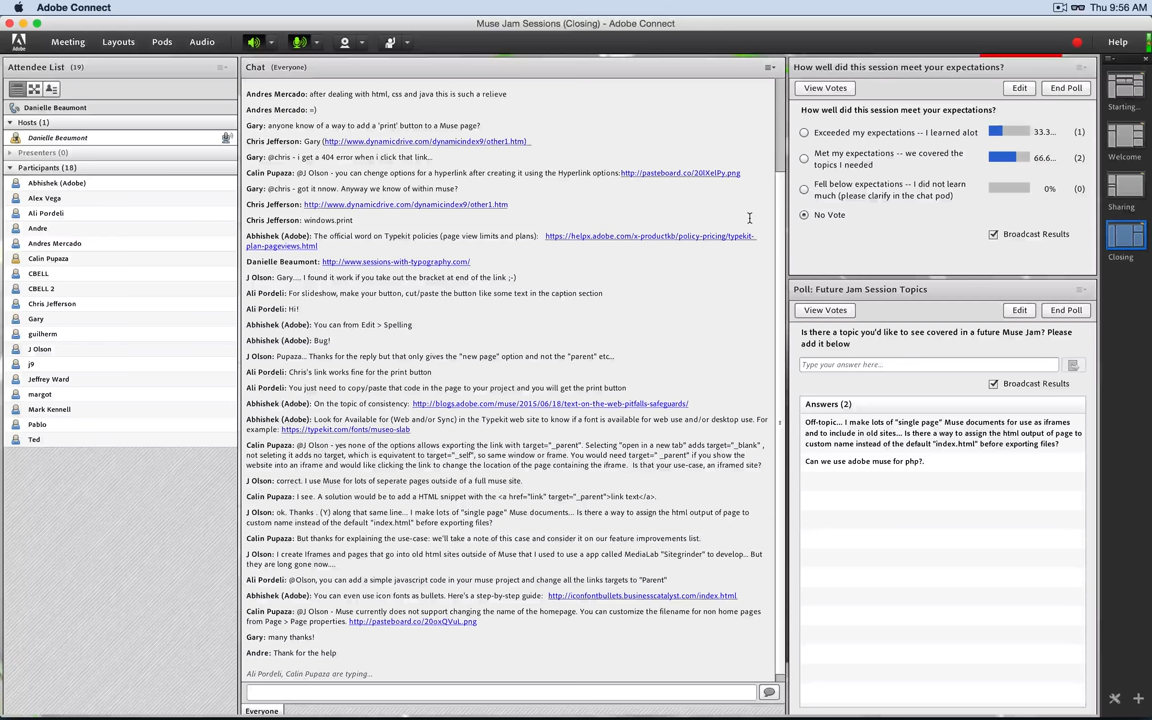 Adobe Connect
Thu 9:56 AM
Muse Jam Sessions (Closing) - Adobe Connect
Adobe
Meeting
Layouts
Pods
Audio
Help
Attendee List (19)
Danielle Beaumont
Hosts (1)
Danielle Beaumont
Presenters (0)
Participants (18)
Abhishek (Adobe)
Alex Vega
Ali Pordeli
Andre
Andres Mercado
Calin Pupaza
CBELL
CBELL 2
Chris Jefferson
Gary
guilherm
J Olson
j9
Jeffrey Ward
margot
Mark Kennell
Pablo
Ted
Chat (Everyone)
Andres Mercado: after dealing with html, css and java this is such a relieve
Andres Mercado: =)
Gary: anyone know of a way to add a 'print' button to a Muse page?
Chris Jefferson: Gary (http://www.dynamicdrive.com/dynamicindex9/other1.htm)
Gary: @chris - i get a 404 error when i click that link...
Calin Pupaza: @J Olson - you can change options for a hyperlink after creating it using the Hyperlink options:http://pasteboard.co/20IXelPy.png
Gary: @chris - got it now. Anyway we know of within muse?
Chris Jefferson: http://www.dynamicdrive.com/dynamicindex9/other1.htm
Chris Jefferson: windows.print
Abhishek (Adobe): The official word on Typekit policies (page view limits and plans): https://helpx.adobe.com/x-productkb/policy-pricing/typekit-
plan-pageviews.html
Danielle Beaumont: http://www.sessions-with-typography.com/
J Olson: Gary.... I found it work if you take out the bracket at end of the link ;-)
Ali Pordeli: For slideshow, make your button, cut/paste the button like some text in the caption section
Ali Pordeli: Hi!
Abhishek (Adobe): You can from Edit > Spelling
Abhishek (Adobe): Bug!
J Olson: Pupaza... Thanks for the reply but that only gives the "new page" option and not the "parent" etc...
Ali Pordeli: Chris's link works fine for the print button
Ali Pordeli: You just need to copy/paste that code in the page to your project and you will get the print button
Abhishek (Adobe): On the topic of consistency: http://blogs.adobe.com/muse/2015/06/18/text-on-the-web-pitfalls-safeguards/
Abhishek (Adobe): Look for Available for (Web and/or Sync) in the Typekit web site to know if a font is available for web use and/or desktop use. For
example: https://typekit.com/fonts/museo-slab
Calin Pupaza: @J Olson - yes none of the options allows exporting the link with target="_parent". Selecting "open in a new tab" adds target="_blank" ,
not seleting it adds no target, which is equivalent to target="_self", so same window or frame. You would need target=" _parent" if you show the
website into an iframe and would like clicking the link to change the location of the page containing the iframe. Is that your use-case, an iframed site?
J Olson: correct. i use Muse for lots of seperate pages outside of a full muse site.
Calin Pupaza: I see. A solution would be to add a HTML snippet with the <a href="link" target="_parent">link text</a>.
J Olson: ok. Thanks . (Y) along that same line... I make lots of "single page" Muse documents... Is there a way to assign the html output of page to
custom name instead of the default "index.html" before exporting files?
Calin Pupaza: But thanks for explaining the use-case: we'll take a note of this case and consider it on our feature improvements list.
J Olson: I create Iframes and pages that go into old html sites outside of Muse that I used to use a app called MediaLab "Sitegrinder" to develop... But
they are long gone now....
Ali Pordeli: @Olson, you can add a simple javascript code in your muse project and change all the links targets to "Parent"
Abhishek (Adobe): You can even use icon fonts as bullets. Here's a step-by-step guide: http://iconfontbullets.businesscatalyst.com/index.html
Calin Pupaza: @J Olson - Muse currently does not support changing the name of the homepage. You can customize the filename for non home pages
from Page > Page properties. http://pasteboard.co/20oxQVuL.png
Gary: many thanks!
Andre: Thank for the help
Ali Pordeli, Calin Pupaza are typing...
Everyone
How well did this session meet your expectations?
View Votes
Edit
End Poll
How well did this session meet your expectations?
Exceeded my expectations -- I learned alot
33.3... (1)
Met my expectations -- we covered the
topics I needed
66.6... (2)
Fell below expectations -- I did not learn
much (please clarify in the chat pod)
0% (0)
No Vote
Broadcast Results
Poll: Future Jam Session Topics
View Votes
Edit
End Poll
Is there a topic you'd like to see covered in a future Muse Jam? Please
add it below
Type your answer here...
Broadcast Results
Answers (2)
Off-topic... I make lots of "single page" Muse documents for use as iframes
and to include in old sites... Is there a way to assign the html output of page to
custom name instead of the default "index.html" before exporting files?
Can we use adobe muse for php?.
Starting...
Welcome
Sharing
Closing